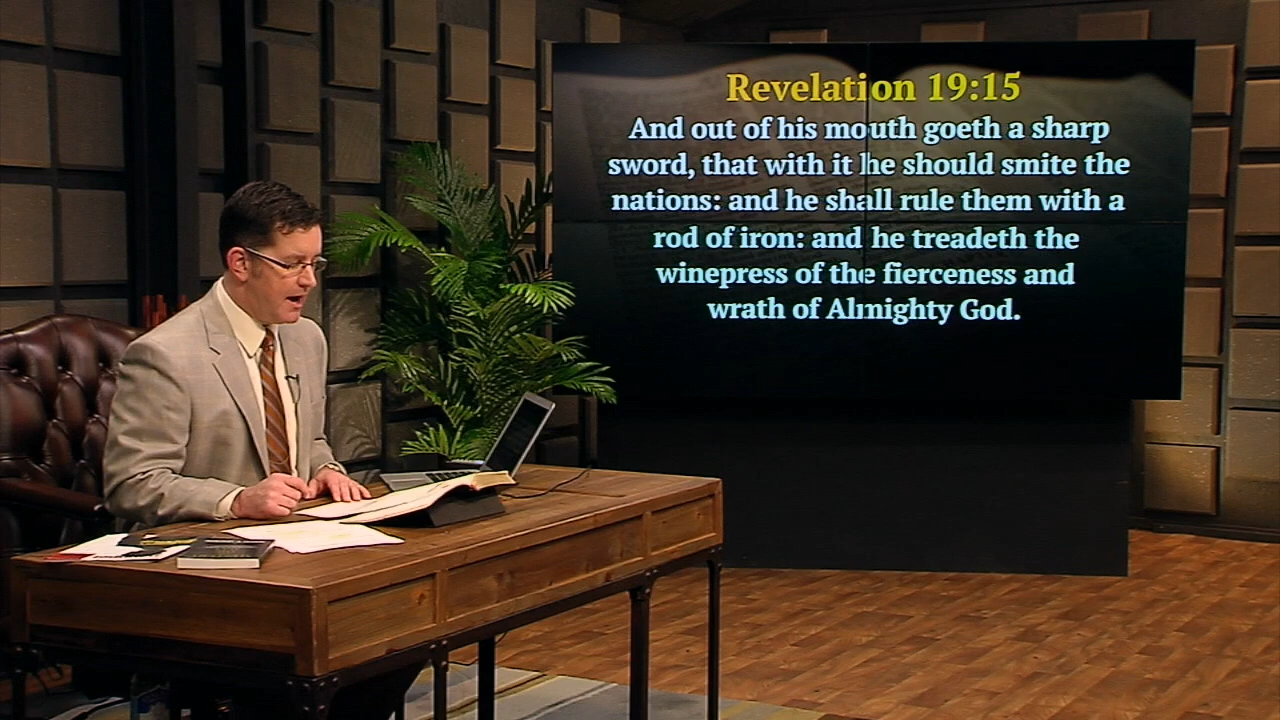 Revelation 19:15
And out of his mouth goeth a sharp
sword, that with it he should smite the
nations: and he shall rule them with a
rod of iron: and he treadeth the
winepress of the fierceness and
wrath of Almighty God.